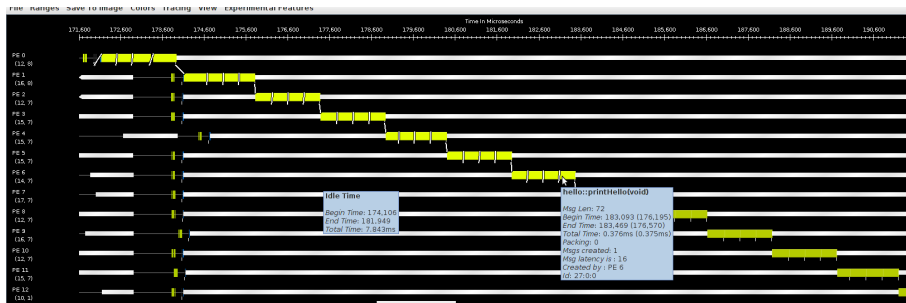 File Ranges Save To Image Colors Tracing View Experimental Features
Time In Microseconds
171,600 172,600 173,600 174,600 175,600 176,600 177,600 178,600 179,600 180,600 181,600 182,600 183,600 184,600 185,600 186,600 187,600 188,600 189,600 190,600
PE 0
(12, 8)
PE 1
(16, 8)
PE 2
(12, 7)
PE 3
(15, 7)
PE 4
(15, 7)
PE 5
(15, 7)
PE 6
(14, 7)
PE 7
(17, 7)
PE 8
(12, 7)
PE 9
(16, 7)
PE 10
(12, 7)
PE 11
(15, 7)
PE 12
Idle Time
Begin Time: 174,106
End Time: 181,949
Total Time: 7.843ms
hello::printHello(void)
Msg Len: 72
Begin Time: 183,093 (176,195)
End Time: 183,469 (176,570)
Total Time: 0.376ms (0.375ms)
Packing: 0
Msgs created: 1
Msg latency is : 16
Created by : PE 6
Id: 27:0:0